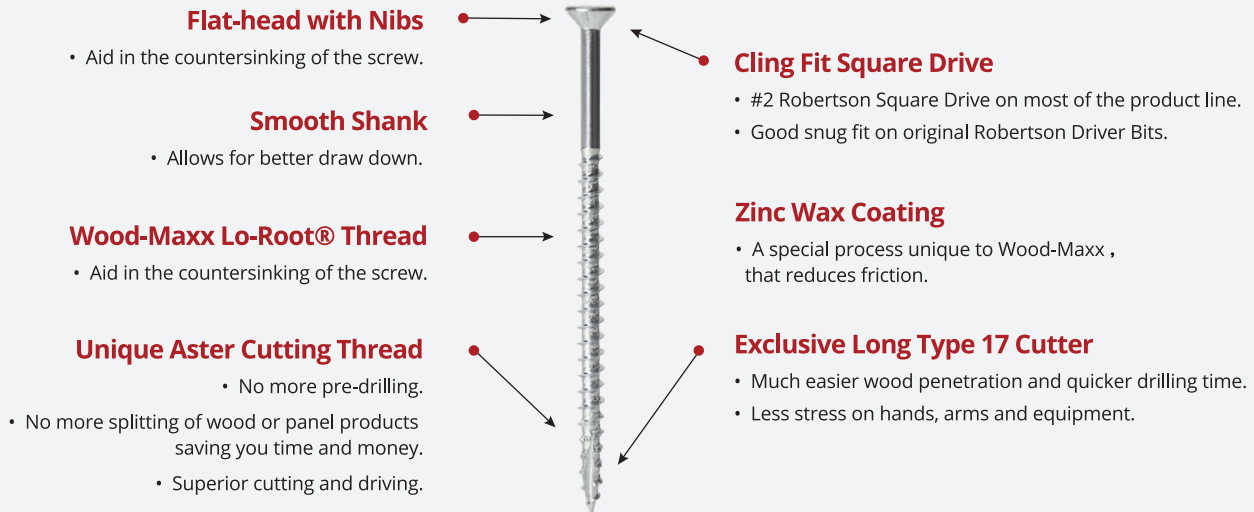 Flat-head with Nibs
• Aid in the countersinking of the screw.
Smooth Shank
• Allows for better draw down.
Wood-Maxx Lo-Root® Thread
• Aid in the countersinking of the screw.
Unique Aster Cutting Thread
• No more pre-drilling.
• No more splitting of wood or panel products
saving you time and money.
• Superior cutting and driving.
Cling Fit Square Drive
• #2 Robertson Square Drive on most of the product line.
• Good snug fit on original Robertson Driver Bits.
Zinc Wax Coating
• A special process unique to Wood-Maxx ,
that reduces friction.
Exclusive Long Type 17 Cutter
• Much easier wood penetration and quicker drilling time.
• Less stress on hands, arms and equipment.